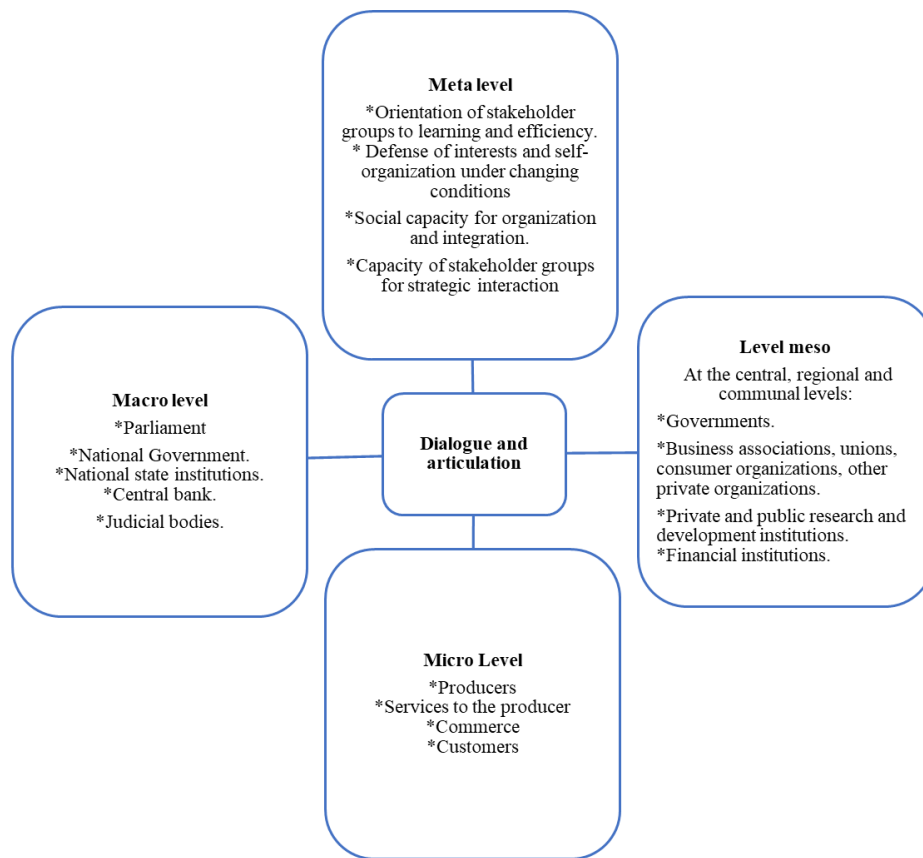 Meta level
*Orientation of stakeholder
groups to learning and efficiency.
* Defense of interests and self-
organization under changing
conditions
*Social capacity for organization
and integration.
*Capacity of stakeholder groups
for strategic interaction
Macro level
*Parliament
*National Government.
*National state institutions.
*Central bank.
*Judicial bodies.
Dialogue and
articulation
Level meso
At the central, regional and
communal levels:
*Governments.
*Business associations, unions,
consumer organizations, other
private organizations.
*Private and public research and
development institutions.
*Financial institutions.
Micro Level
*Producers
*Services to the producer
*Commerce
*Customers